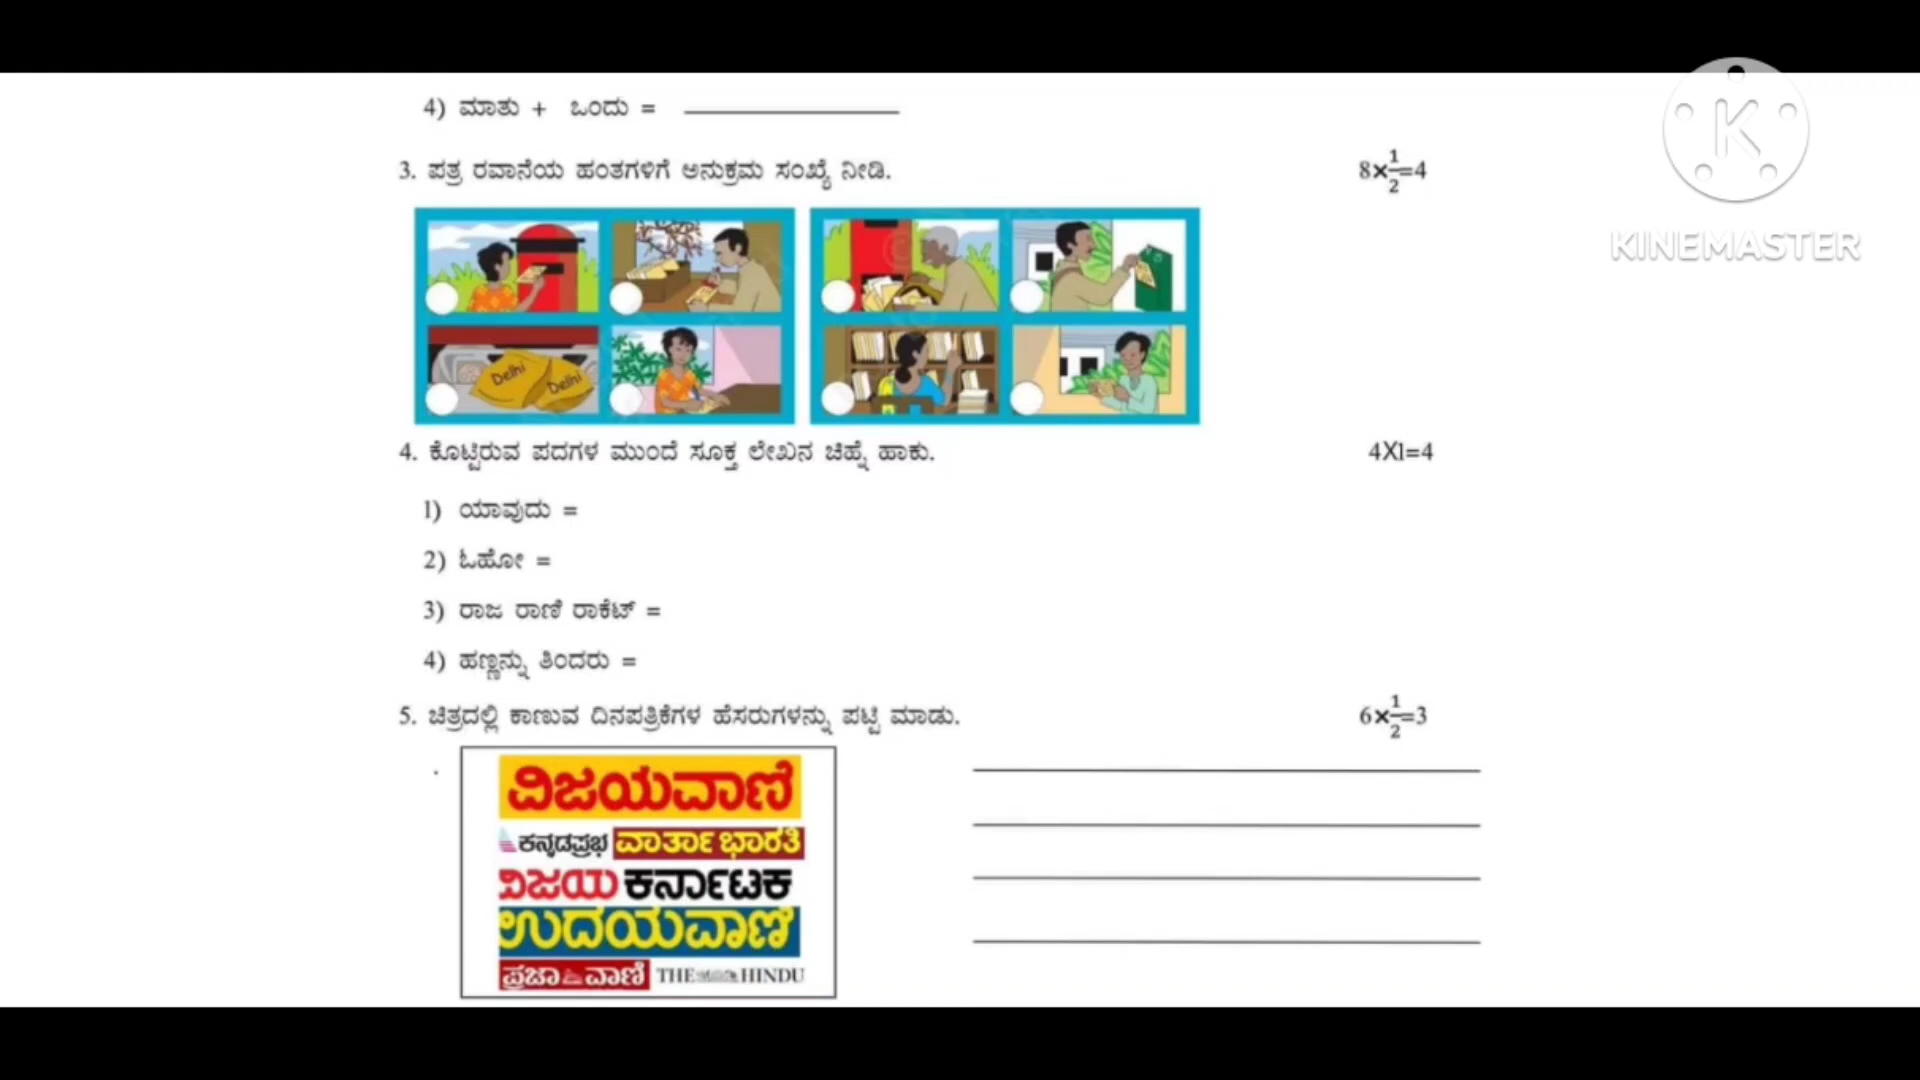 4) ಮಾತು + ಒಂದು =
3. ಪತ್ರ ರವಾನೆಯ ಹಂತಗಳಿಗೆ ಅನುಕ್ರಮ ಸಂಖ್ಯೆ ನೀಡಿ. 8×1/2=4
Delhi Delhi
4. ಕೊಟ್ಟಿರುವ ಪದಗಳ ಮುಂದೆ ಸೂಕ್ತ ಲೇಖನ ಚಿಹ್ನೆ ಹಾಕು. 4X1=4
1) ಯಾವುದು =
2) ಓಹೋ =
3) ರಾಜ ರಾಣಿ ರಾಕೆಟ್ =
4) ಹಣ್ಣನ್ನು ತಿಂದರು =
5. ಚಿತ್ರದಲ್ಲಿ ಕಾಣುವ ದಿನಪತ್ರಿಕೆಗಳ ಹೆಸರುಗಳನ್ನು ಪಟ್ಟಿ ಮಾಡು. 6×1/2=3
ವಿಜಯವಾಣಿ
ಕನ್ನಡಪ್ರಭ ವಾರ್ತಾಭಾರತಿ
ವಿಜಯ ಕರ್ನಾಟಕ
ಉದಯವಾಣಿ
ಪ್ರಜಾವಾಣಿ THE HINDU
K
KINEMASTER